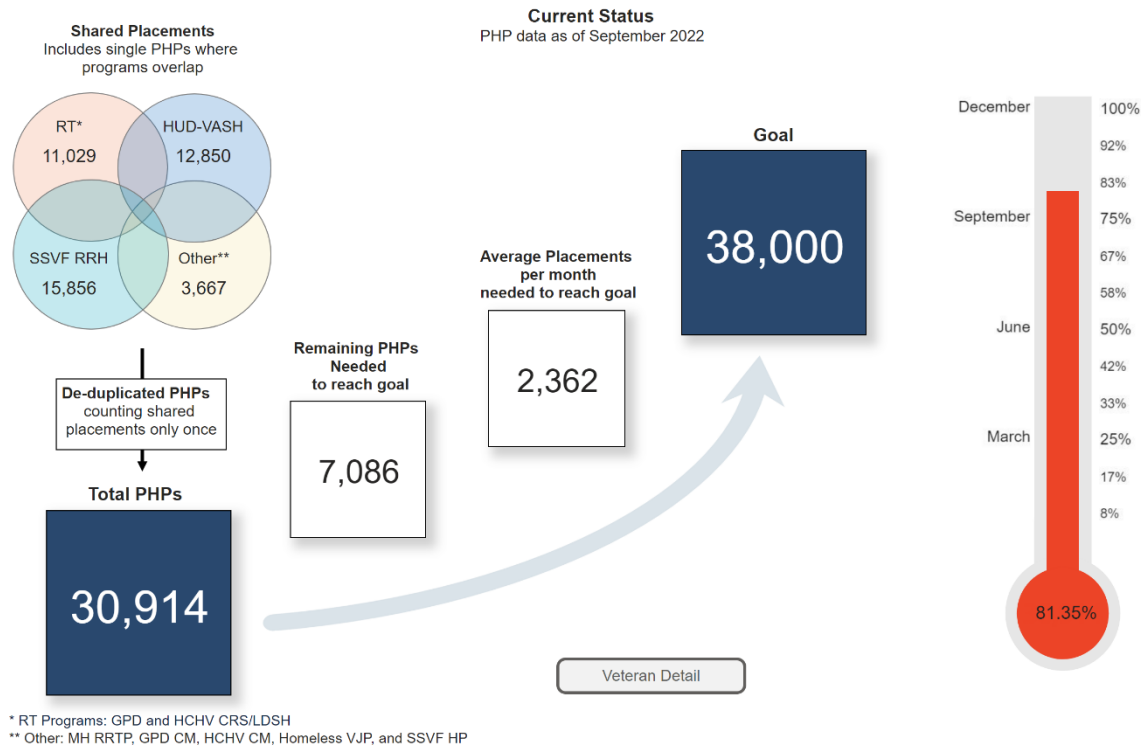 Current Status
PHP data as of September 2022
Shared Placements
Includes single PHPs where
programs overlap
RT*
11,029
HUD-VASH
12,850
SSVF RRH
15,856
Other**
3,667
De-duplicated PHPs
counting shared
placements only once
Total PHPs
30,914
Remaining PHPs
Needed
to reach goal
7,086
Average Placements
per month
needed to reach goal
2,362
Goal
38,000
December
September
June
March
100%
92%
83%
75%
67%
58%
50%
42%
33%
25%
17%
8%
81.35%
Veteran Detail
* RT Programs: GPD and HCHV CRS/LDSH
** Other: MH RRTP, GPD CM, HCHV CM, Homeless VJP, and SSVF HP